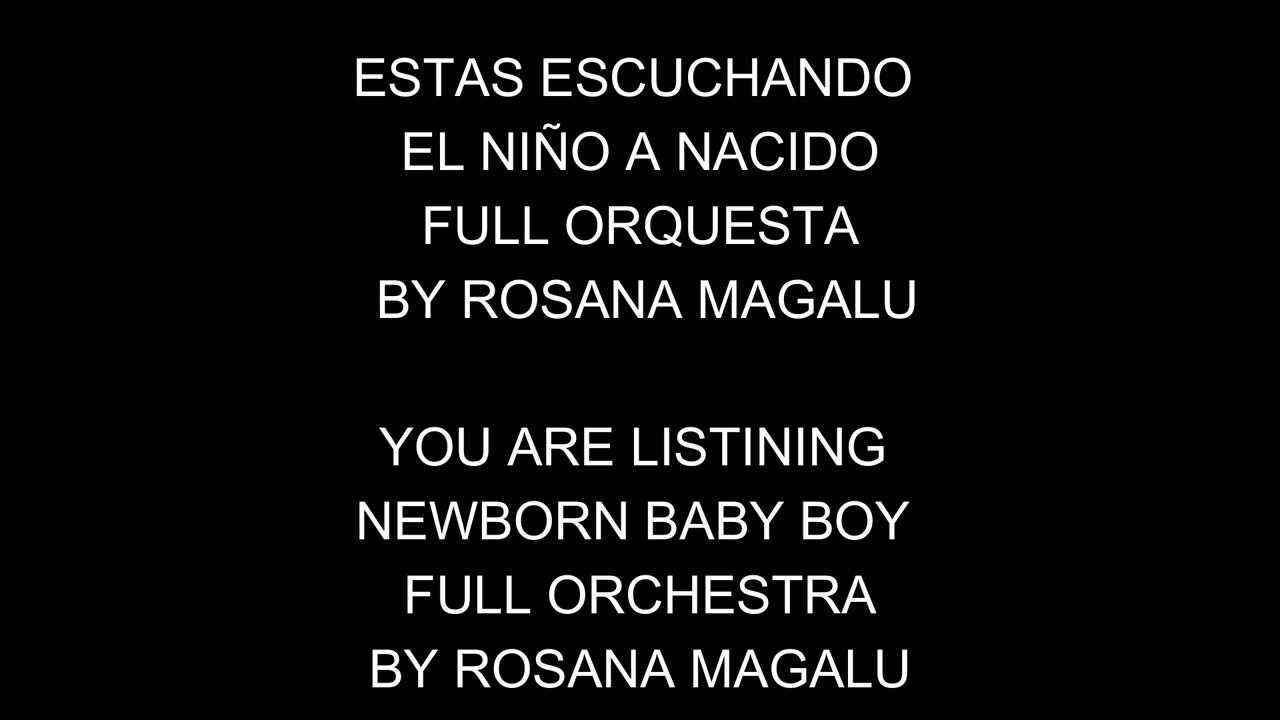 ESTAS ESCUCHANDO
EL NIÑO A NACIDO
FULL ORQUESTA
BY ROSANA MAGALU
YOU ARE LISTINING
NEWBORN BABY BOY
FULL ORCHESTRA
BY ROSANA MAGALU